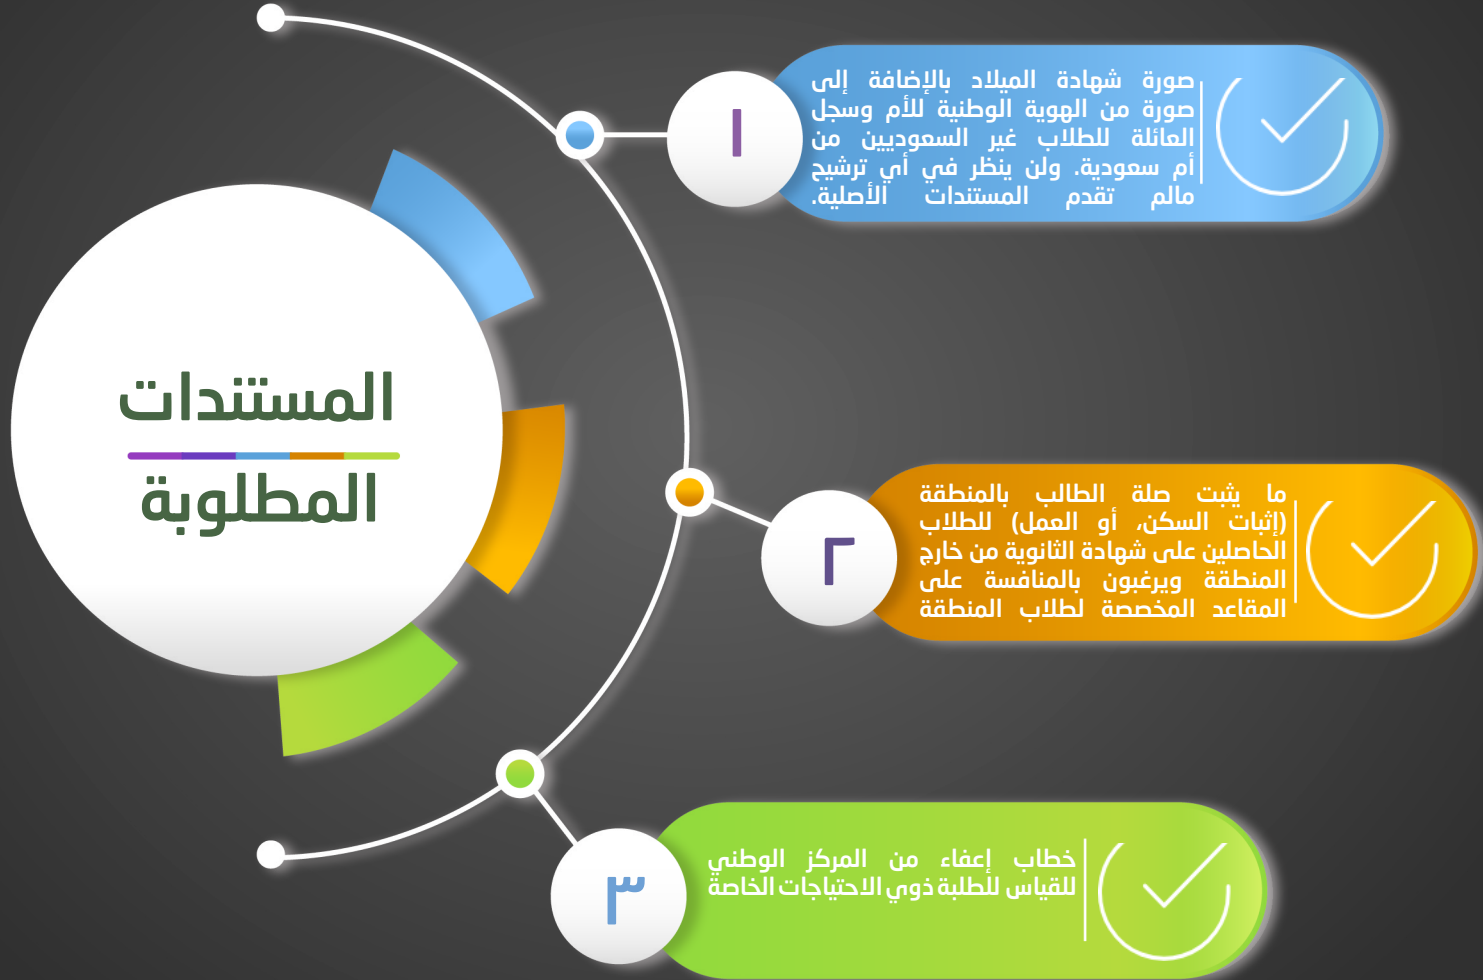 المستندات
المطلوبة
١
صورة شهادة الميلاد بالإضافة إلى
صورة من الهوية الوطنية للأم وسجل
العائلة للطلاب غير السعوديين من
أم سعودية. ولن ينظر في أي ترشيح
مالم تقدم المستندات الأصلية.
٢
ما يثبت صلة الطالب بالمنطقة
(إثبات السكن، أو العمل) للطلاب
الحاصلين على شهادة الثانوية من خارج
المنطقة ويرغبون بالمنافسة على
المقاعد المخصصة لطلاب المنطقة
٣
خطاب إعفاء من المركز الوطني
للقياس للطلبة ذوي الاحتياجات الخاصة